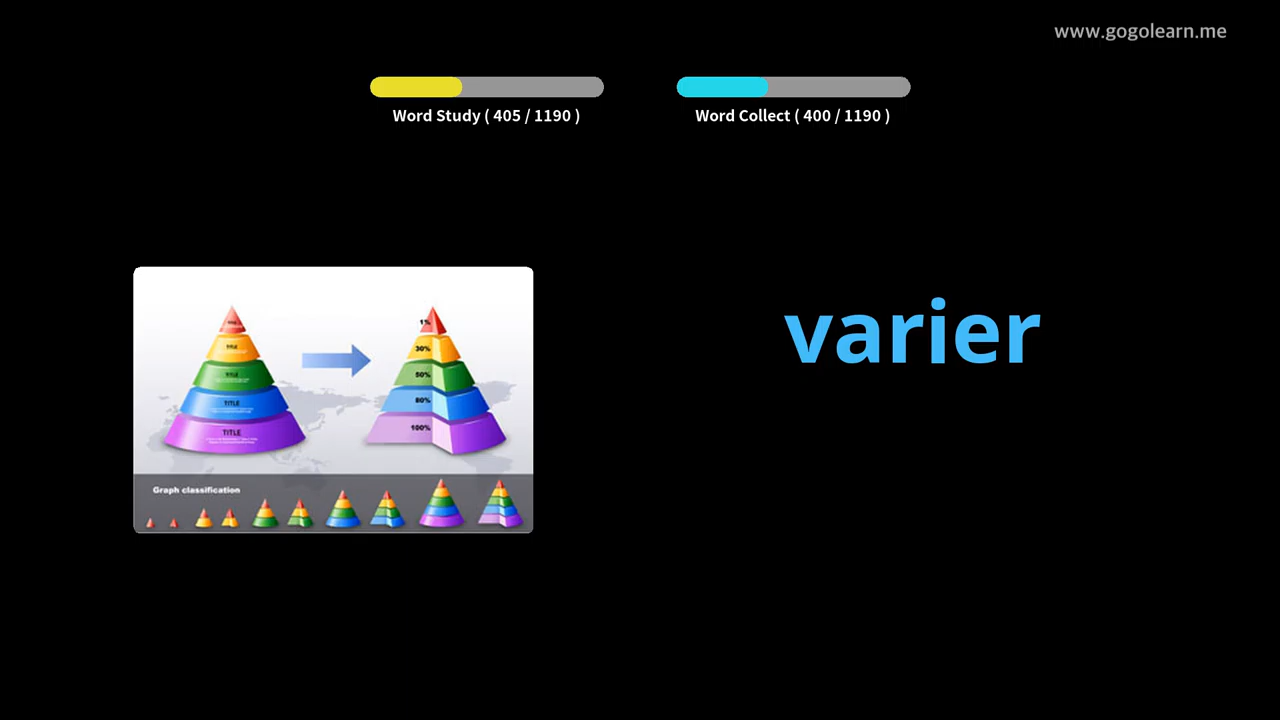 www.gogolearn.me
Word Study ( 405 / 1190 )
Word Collect ( 400 / 1190 )
varier
TITLE
TITLE
TITLE
TITLE
1%
30%
50%
80%
100%
Graph classification